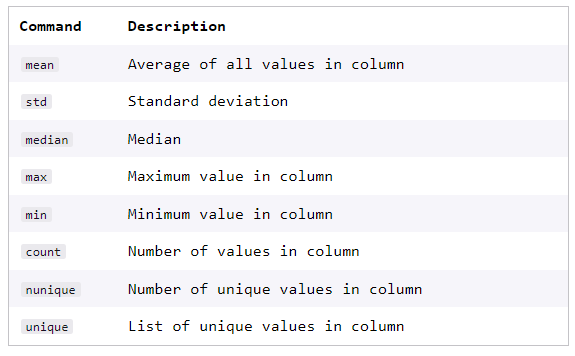 Command Description
mean Average of all values in column
std Standard deviation
median Median
max Maximum value in column
min Minimum value in column
count Number of values in column
nunique Number of unique values in column
unique List of unique values in column